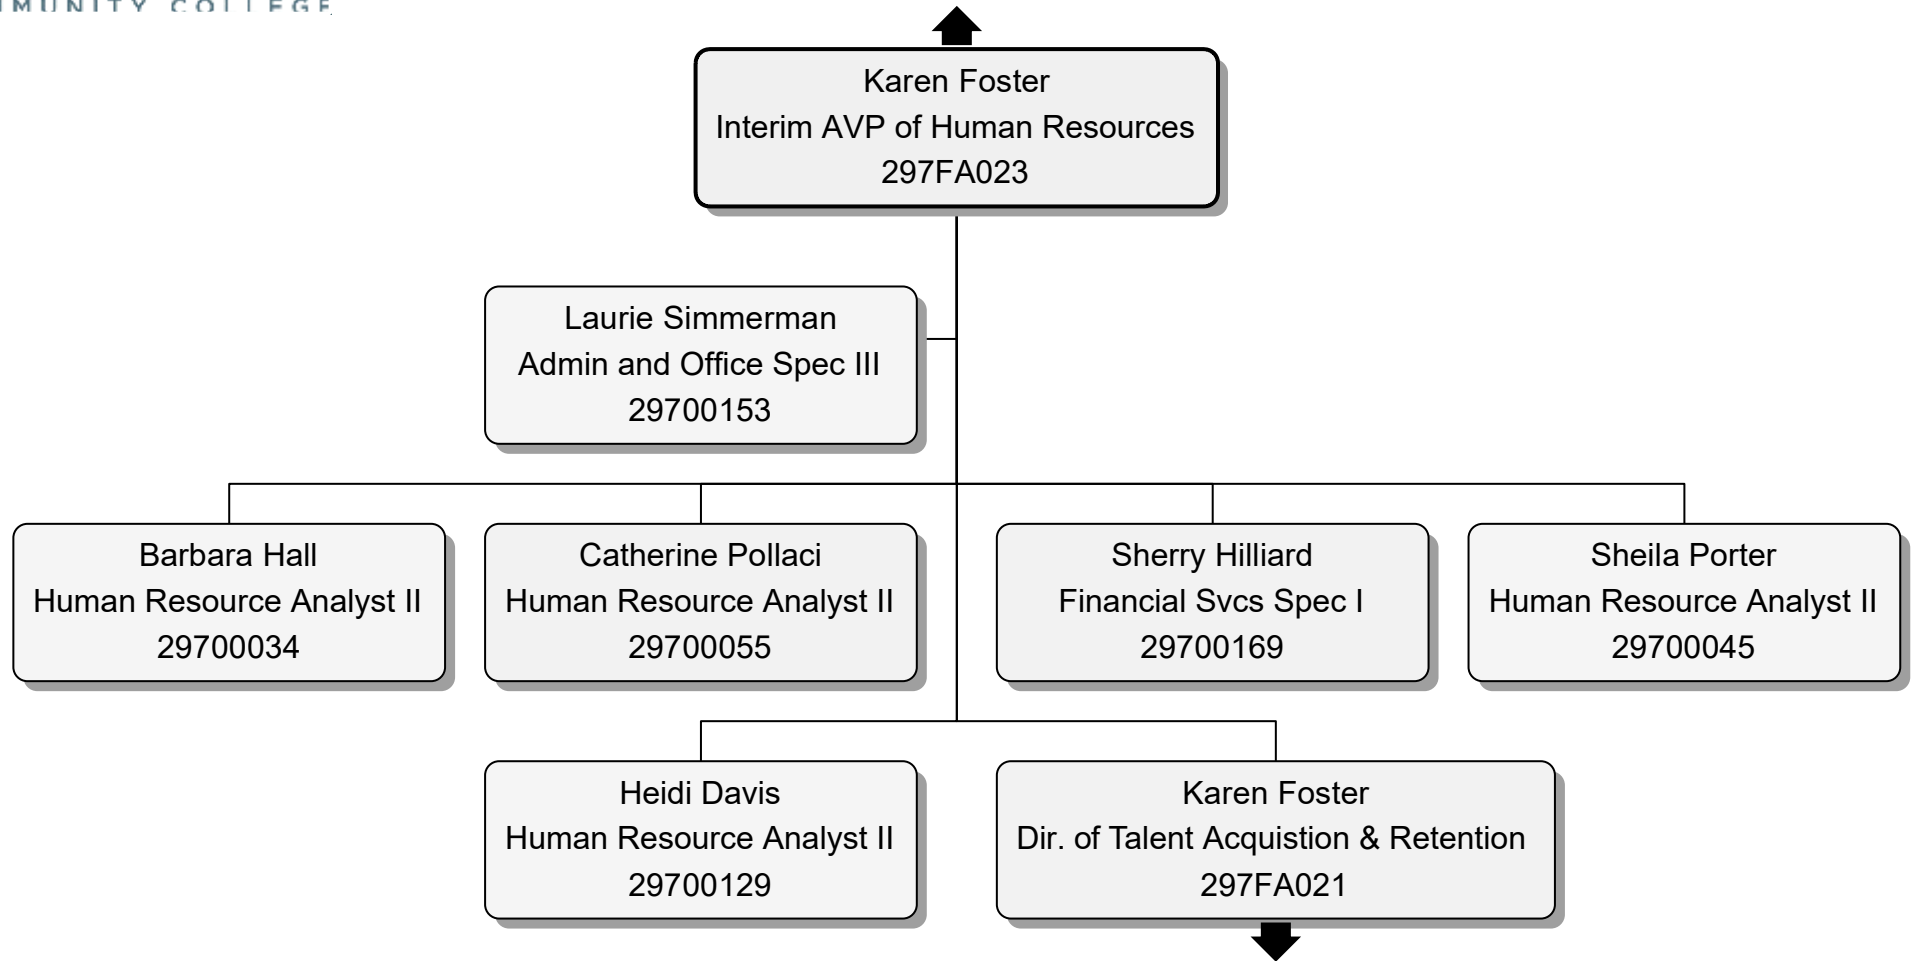 COLLEGE
Karen Foster
Interim AVP of Human Resources
297FA023
Laurie Simmerman
Admin and Office Spec III
29700153
Barbara Hall
Human Resource Analyst II
29700034
Catherine Pollaci
Human Resource Analyst II
29700055
Sherry Hilliard
Financial Svcs Spec I
29700169
Sheila Porter
Human Resource Analyst II
29700045
Heidi Davis
Human Resource Analyst II
29700129
Karen Foster
Dir. of Talent Acquistion & Retention
297FA021